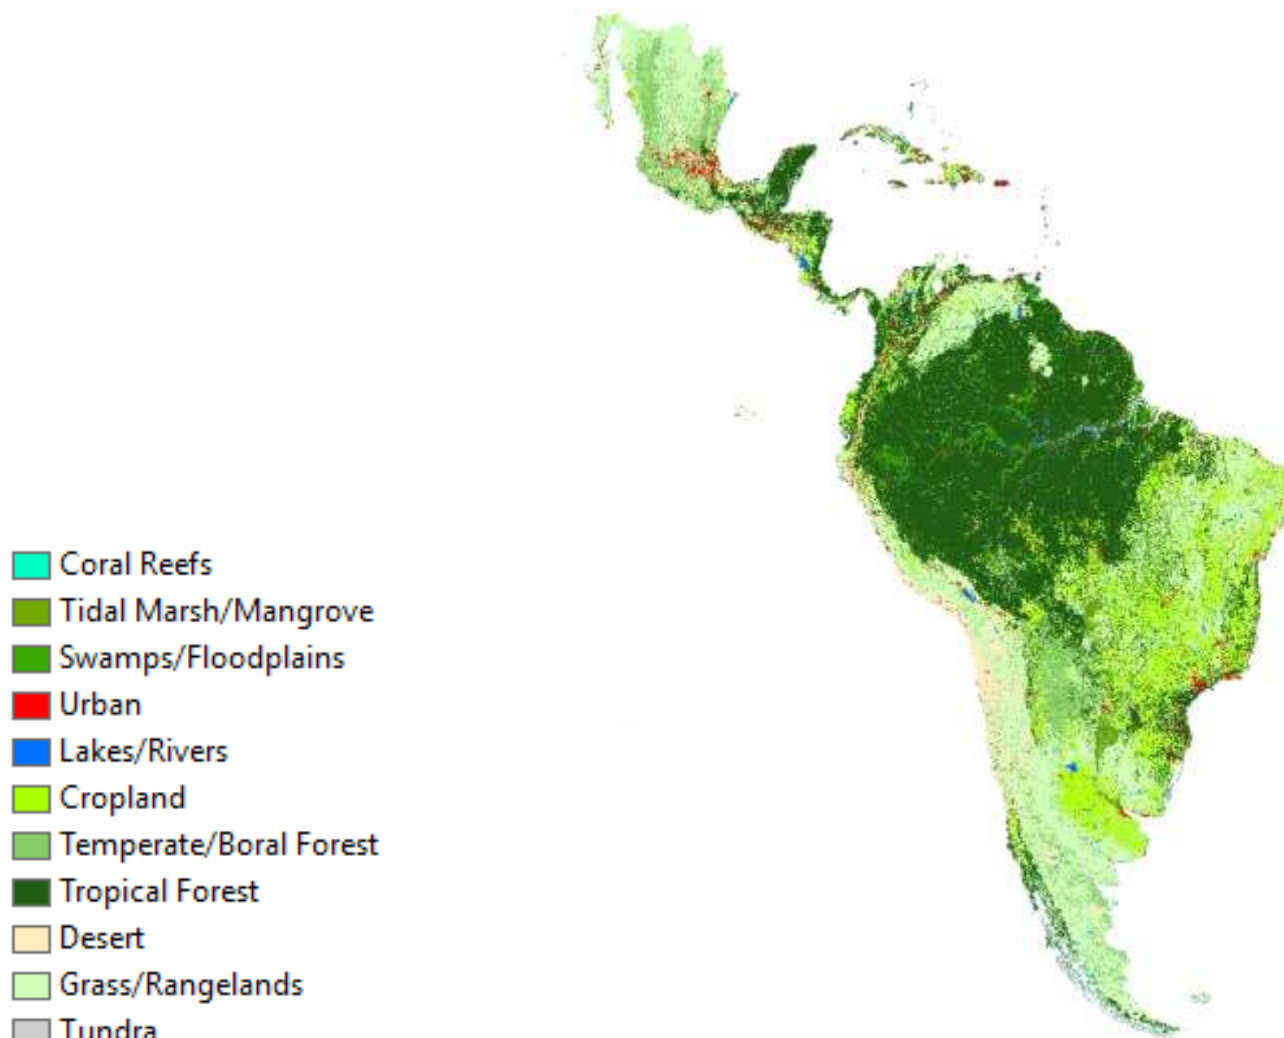 Coral Reefs
Tidal Marsh/Mangrove
Swamps/Floodplains
Urban
Lakes/Rivers
Cropland
Temperate/Boral Forest
Tropical Forest
Desert
Grass/Rangelands
Tundra